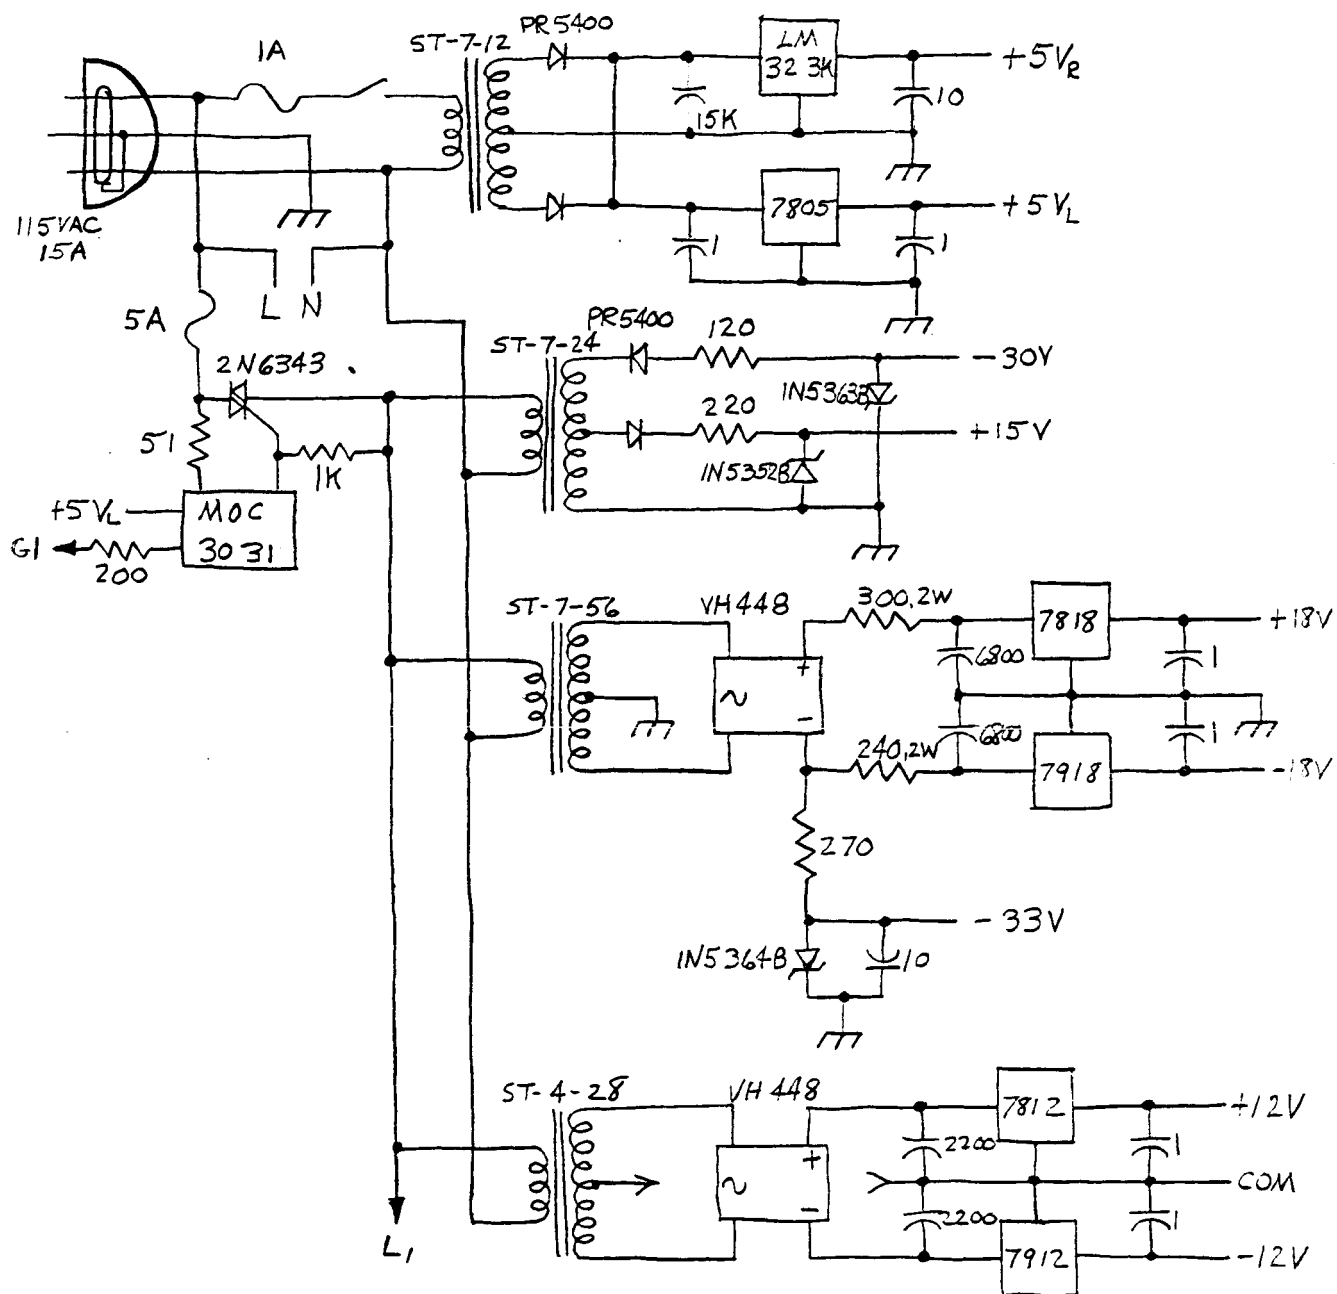 1A
ST-7-12
PR5400
LM
323K
+5VR
15K
10
115VAC
15A
7805
+5VL
1
1
L
N
5A
ST-7-24
PR5400
120
-30V
2N6343
1N5363B
220
+15V
51
1K
1N5352B
+5VL
MOC
3031
G1
200
ST-7-56
VH448
300,2W
7818
+18V
6800
1
~
+
-
6800
1
240,2W
7918
-18V
270
-33V
1N5364B
10
ST-4-28
VH448
7812
+12V
2200
1
~
+
-
COM
2200
1
7912
-12V
L1